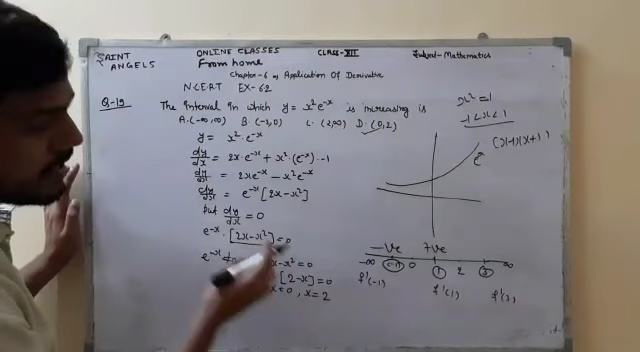 SAINT ANGELS
ONLINE CLASSES From home
CLASS-XII
Subject - Mathematics
Chapter-6, Application Of Derivative
N.C.E.R.T EX-6.2
Q-19 The Interval In which y = x²e⁻ˣ is increasing is
A. (-∞, ∞) B. (-2, 0) C. (2, ∞) D. (0, 2)
y = x² · e⁻ˣ
dy/dx = 2x · e⁻ˣ + x² · (e⁻ˣ) · -1
dy/dx = 2xe⁻ˣ - x²e⁻ˣ
dy/dx = e⁻ˣ [2x - x²]
Put dy/dx = 0
e⁻ˣ · [2x - x²] = 0
e⁻ˣ x - x² = 0
[2 - x] = 0
x = 0, x = 2
x² = 1
-1 < x < 1
(x-1)(x+1)
-ve +ve
-∞ 0 1 2 3 ∞
f'(-1) f'(1) f'(3)